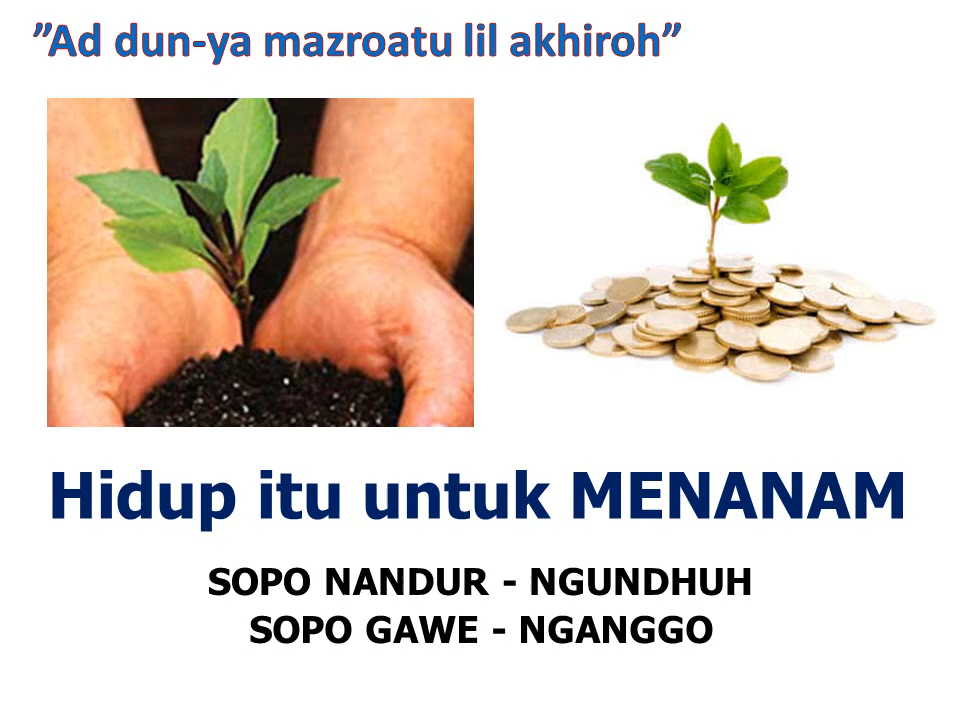 ”Ad dun-ya mazroatu lil akhiroh”
Hidup itu untuk MENANAM
SOPO NANDUR - NGUNDHUH
SOPO GAWE - NGANGGO